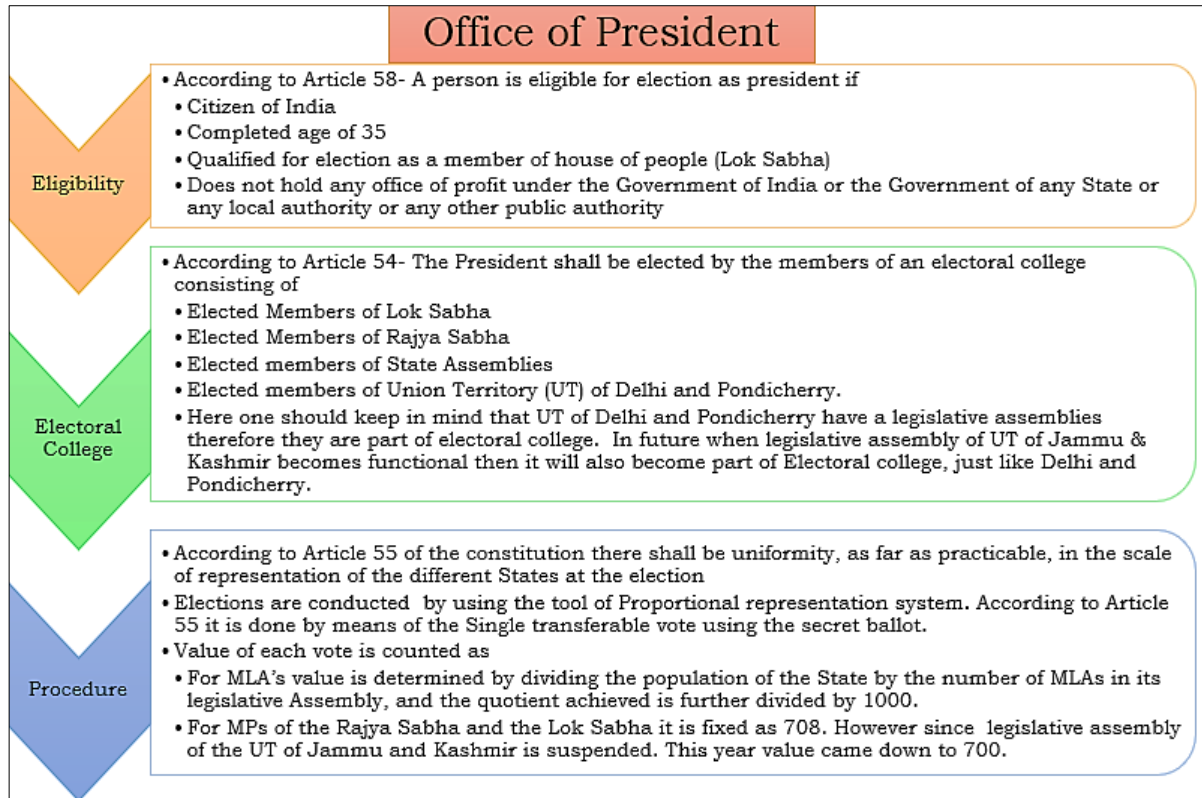 Office of President
Eligibility
• According to Article 58- A person is eligible for election as president if
• Citizen of India
• Completed age of 35
• Qualified for election as a member of house of people (Lok Sabha)
• Does not hold any office of profit under the Government of India or the Government of any State or
any local authority or any other public authority
Electoral
College
• According to Article 54- The President shall be elected by the members of an electoral college
consisting of
• Elected Members of Lok Sabha
• Elected Members of Rajya Sabha
• Elected members of State Assemblies
• Elected members of Union Territory (UT) of Delhi and Pondicherry.
• Here one should keep in mind that UT of Delhi and Pondicherry have a legislative assemblies
therefore they are part of electoral college. In future when legislative assembly of UT of Jammu &
Kashmir becomes functional then it will also become part of Electoral college, just like Delhi and
Pondicherry.
Procedure
• According to Article 55 of the constitution there shall be uniformity, as far as practicable, in the scale
of representation of the different States at the election
• Elections are conducted by using the tool of Proportional representation system. According to Article
55 it is done by means of the Single transferable vote using the secret ballot.
• Value of each vote is counted as
• For MLA's value is determined by dividing the population of the State by the number of MLAs in its
legislative Assembly, and the quotient achieved is further divided by 1000.
• For MPs of the Rajya Sabha and the Lok Sabha it is fixed as 708. However since legislative assembly
of the UT of Jammu and Kashmir is suspended. This year value came down to 700.